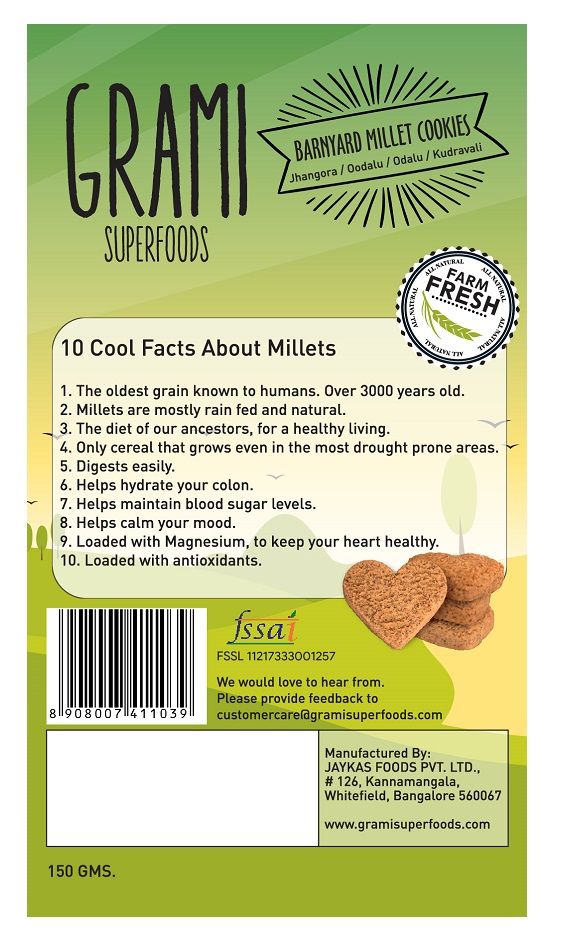 GRAMI
SUPERFOODS
BARNYARD MILLET COOKIES
Jhangora / Oodalu / Odalu / Kudravali
ALL NATURAL
ALL NATURAL
ALL NATURAL
ALL NATURAL
ALL NATURAL
FARM
FRESH
10 Cool Facts About Millets
1. The oldest grain known to humans. Over 3000 years old.
2. Millets are mostly rain fed and natural.
3. The diet of our ancestors, for a healthy living.
4. Only cereal that grows even in the most drought prone areas.
5. Digests easily.
6. Helps hydrate your colon.
7. Helps maintain blood sugar levels.
8. Helps calm your mood.
9. Loaded with Magnesium, to keep your heart healthy.
10. Loaded with antioxidants.
8 908007 411039
fssai
FSSL 11217333001257
We would love to hear from.
Please provide feedback to
customercare@gramisuperfoods.com
Manufactured By:
JAYKAS FOODS PVT. LTD.,
# 126, Kannamangala,
Whitefield, Bangalore 560067
www.gramisuperfoods.com
150 GMS.